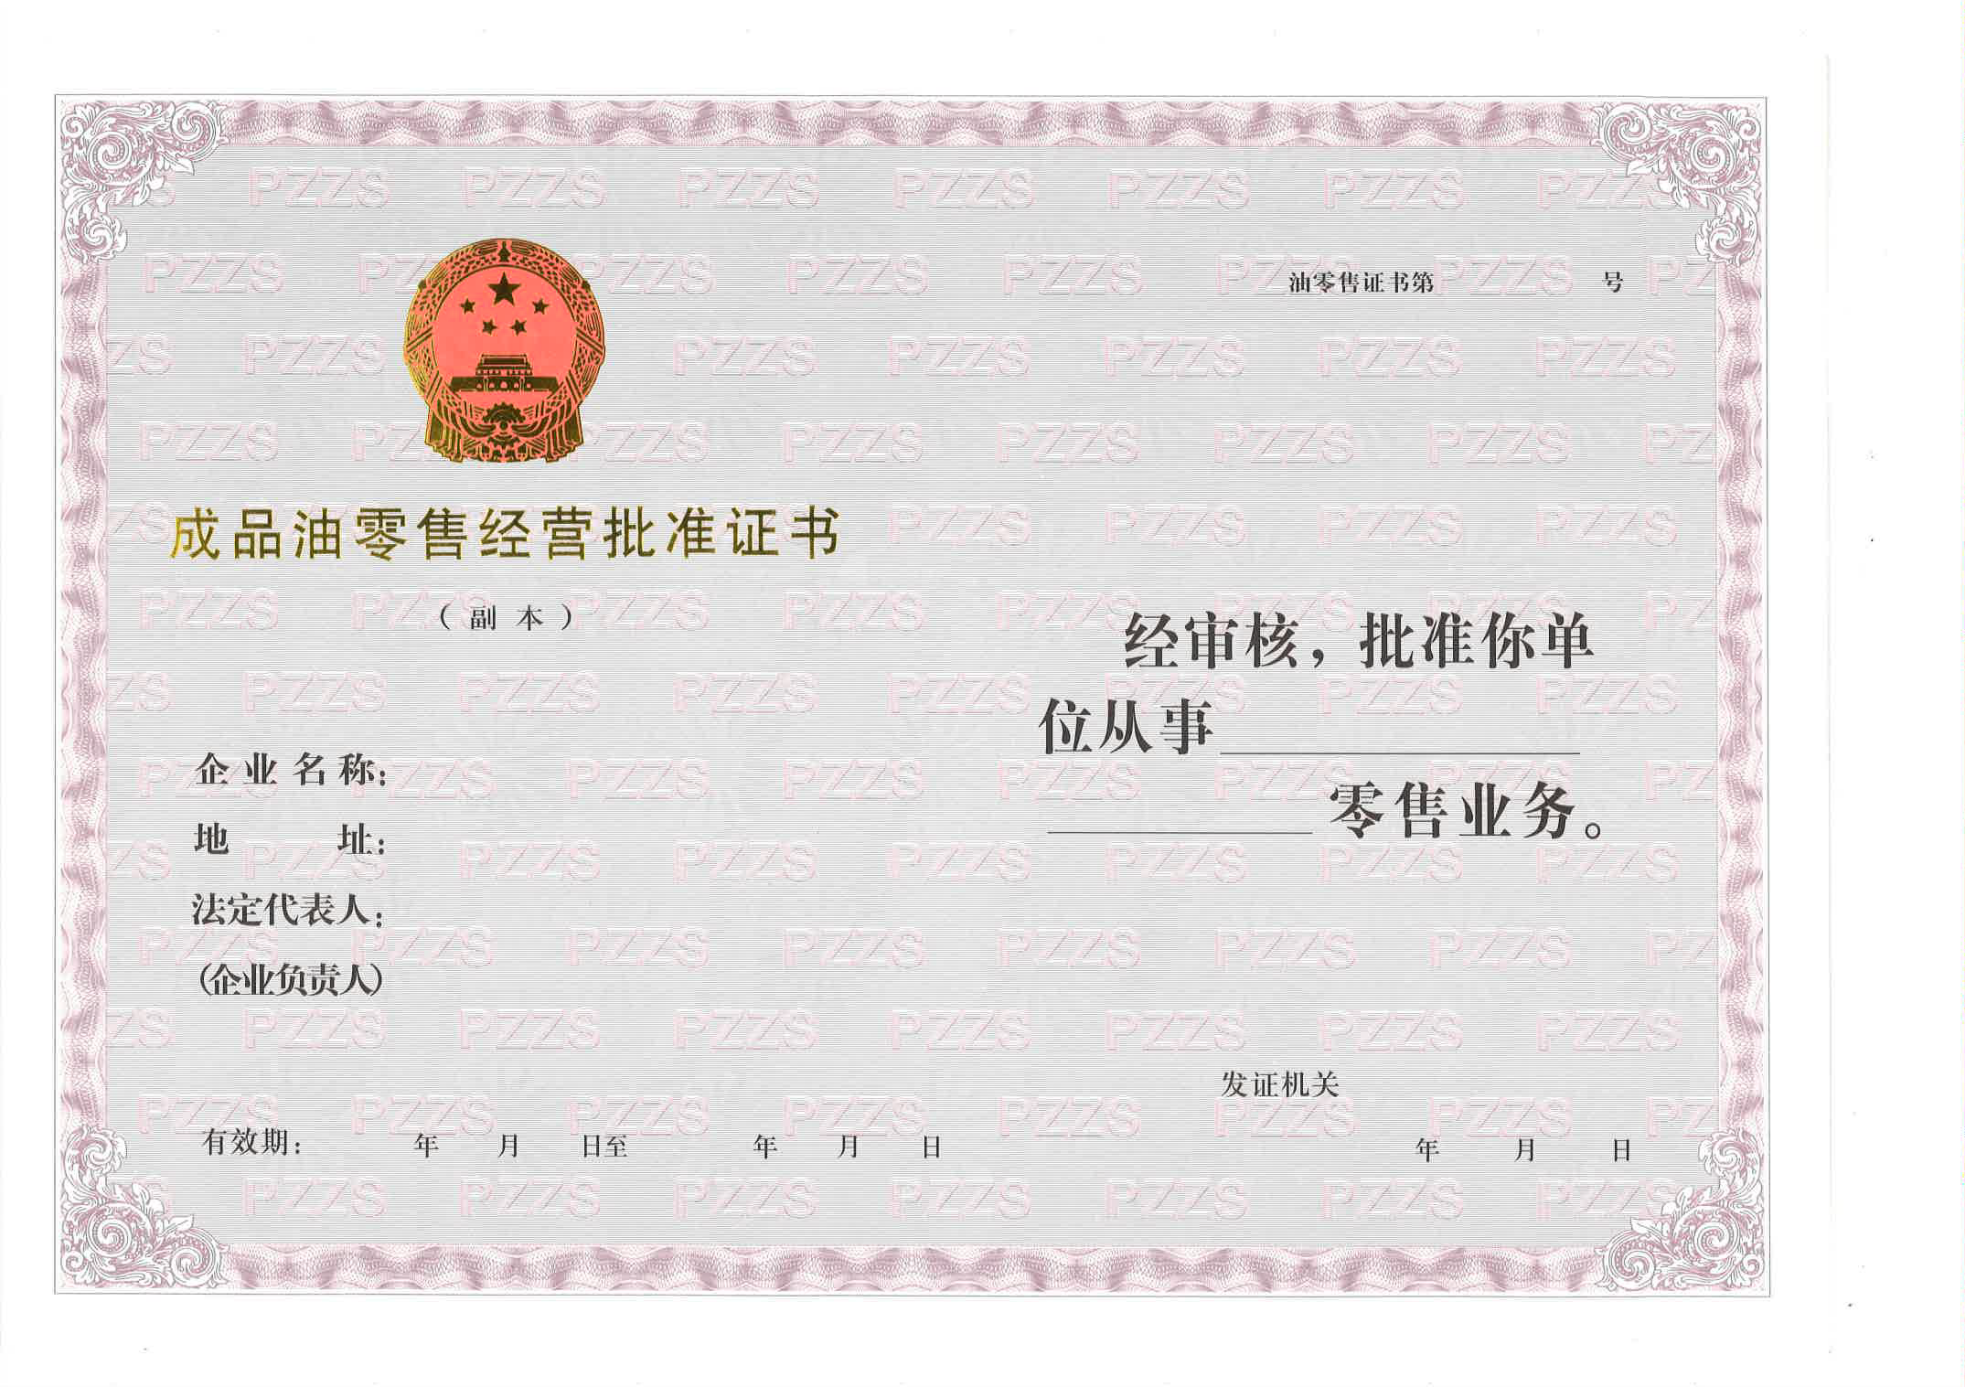 油零售证书第 号
成品油零售经营批准证书
（副 本）
企业名称：
地 址：
法定代表人：
(企业负责人)
有效期： 年 月 日至 年 月 日
经审核，批准你单
位从事
零售业务。
发证机关
年 月 日
PZZS